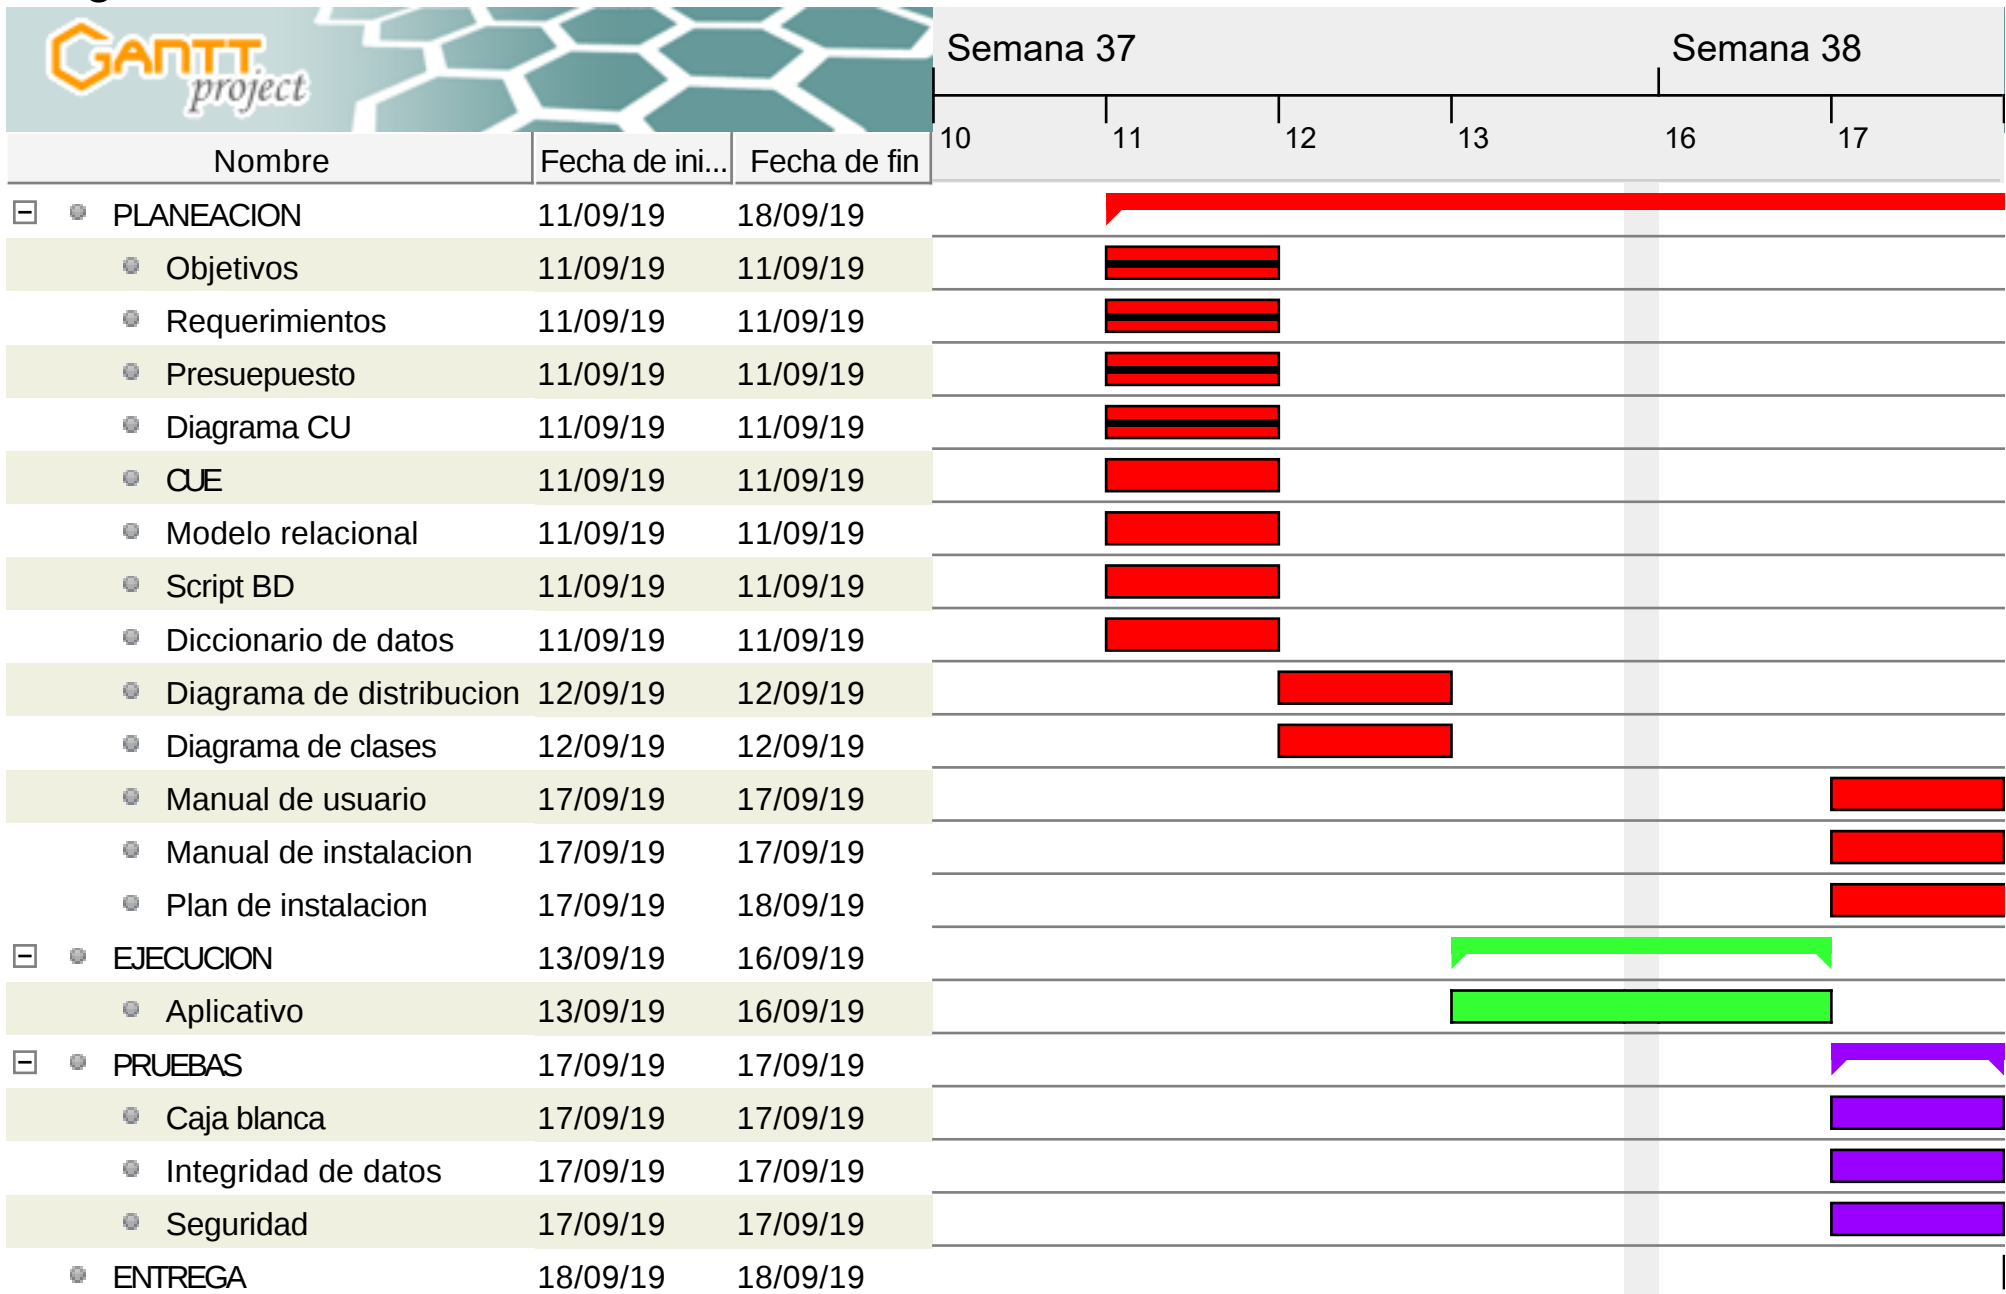 GANTT
project
Semana 37 Semana 38
10 11 12 13 16 17
Nombre Fecha de ini... Fecha de fin
PLANEACION 11/09/19 18/09/19
Objetivos 11/09/19 11/09/19
Requerimientos 11/09/19 11/09/19
Presuepuesto 11/09/19 11/09/19
Diagrama CU 11/09/19 11/09/19
CUE 11/09/19 11/09/19
Modelo relacional 11/09/19 11/09/19
Script BD 11/09/19 11/09/19
Diccionario de datos 11/09/19 11/09/19
Diagrama de distribucion 12/09/19 12/09/19
Diagrama de clases 12/09/19 12/09/19
Manual de usuario 17/09/19 17/09/19
Manual de instalacion 17/09/19 17/09/19
Plan de instalacion 17/09/19 18/09/19
EJECUCION 13/09/19 16/09/19
Aplicativo 13/09/19 16/09/19
PRUEBAS 17/09/19 17/09/19
Caja blanca 17/09/19 17/09/19
Integridad de datos 17/09/19 17/09/19
Seguridad 17/09/19 17/09/19
ENTREGA 18/09/19 18/09/19